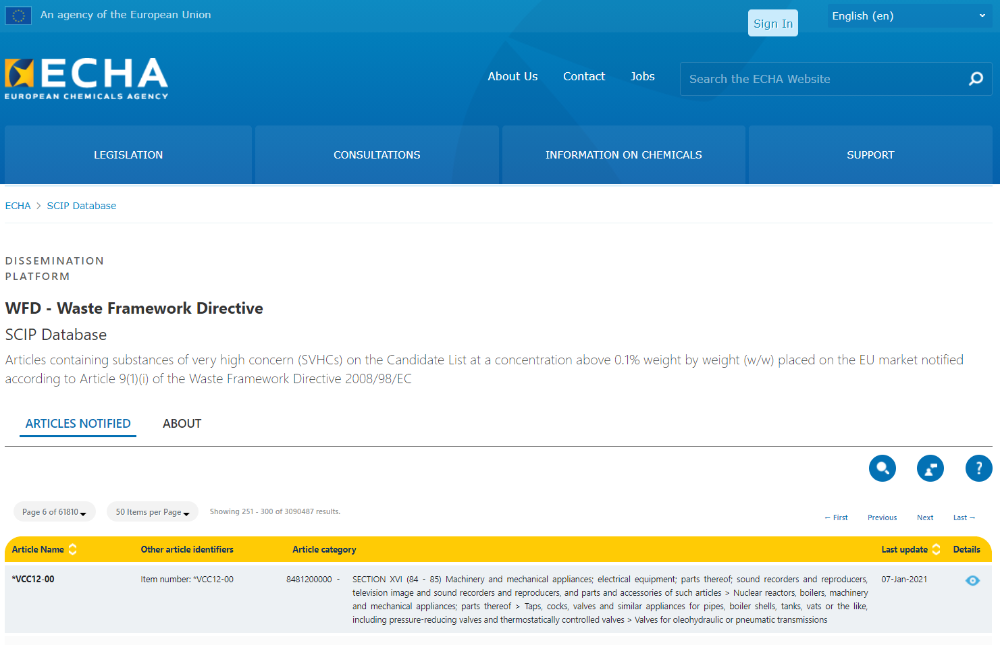 An agency of the European Union
Sign In
English (en)
ECHA
EUROPEAN CHEMICALS AGENCY
About Us
Contact
Jobs
Search the ECHA Website
LEGISLATION
CONSULTATIONS
INFORMATION ON CHEMICALS
SUPPORT
ECHA > SCIP Database
DISSEMINATION
PLATFORM
WFD - Waste Framework Directive
SCIP Database
Articles containing substances of very high concern (SVHCs) on the Candidate List at a concentration above 0.1% weight by weight (w/w) placed on the EU market notified
according to Article 9(1)(i) of the Waste Framework Directive 2008/98/EC
ARTICLES NOTIFIED
ABOUT
?
Page 6 of 61810
50 Items per Page
Showing 251 - 300 of 3090487 results.
← First
Previous
Next
Last →
Article Name
Other article identifiers
Article category
Last update
Details
*VCC12-00
Item number: *VCC12-00
8481200000 -
SECTION XVI (84 - 85) Machinery and mechanical appliances; electrical equipment; parts thereof; sound recorders and reproducers,
television image and sound recorders and reproducers, and parts and accessories of such articles > Nuclear reactors, boilers, machinery
and mechanical appliances; parts thereof > Taps, cocks, valves and similar appliances for pipes, boiler shells, tanks, vats or the like,
including pressure-reducing valves and thermostatically controlled valves > Valves for oleohydraulic or pneumatic transmissions
07-Jan-2021